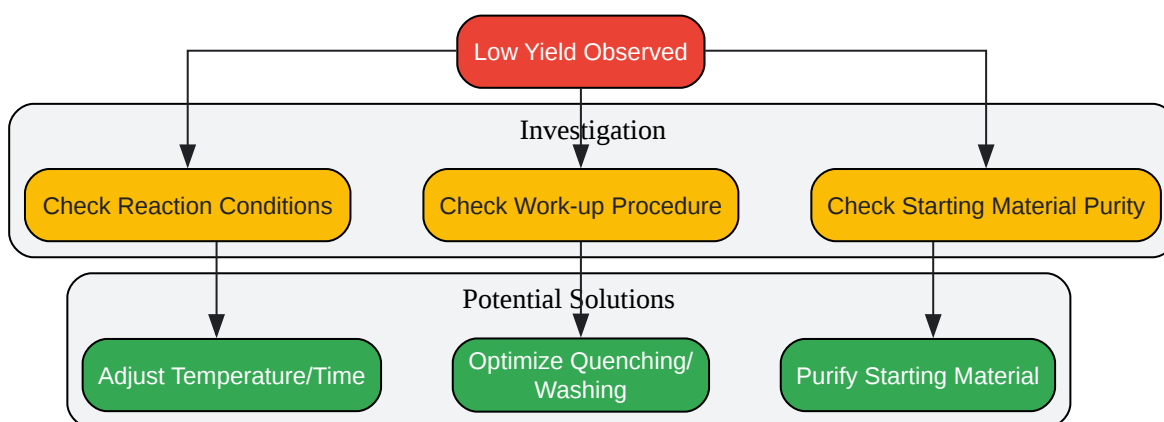 Low Yield Observed
Investigation
Check Reaction Conditions
Check Work-up Procedure
Check Starting Material Purity
Potential Solutions
Adjust Temperature/Time
Optimize Quenching/
Washing
Purify Starting Material